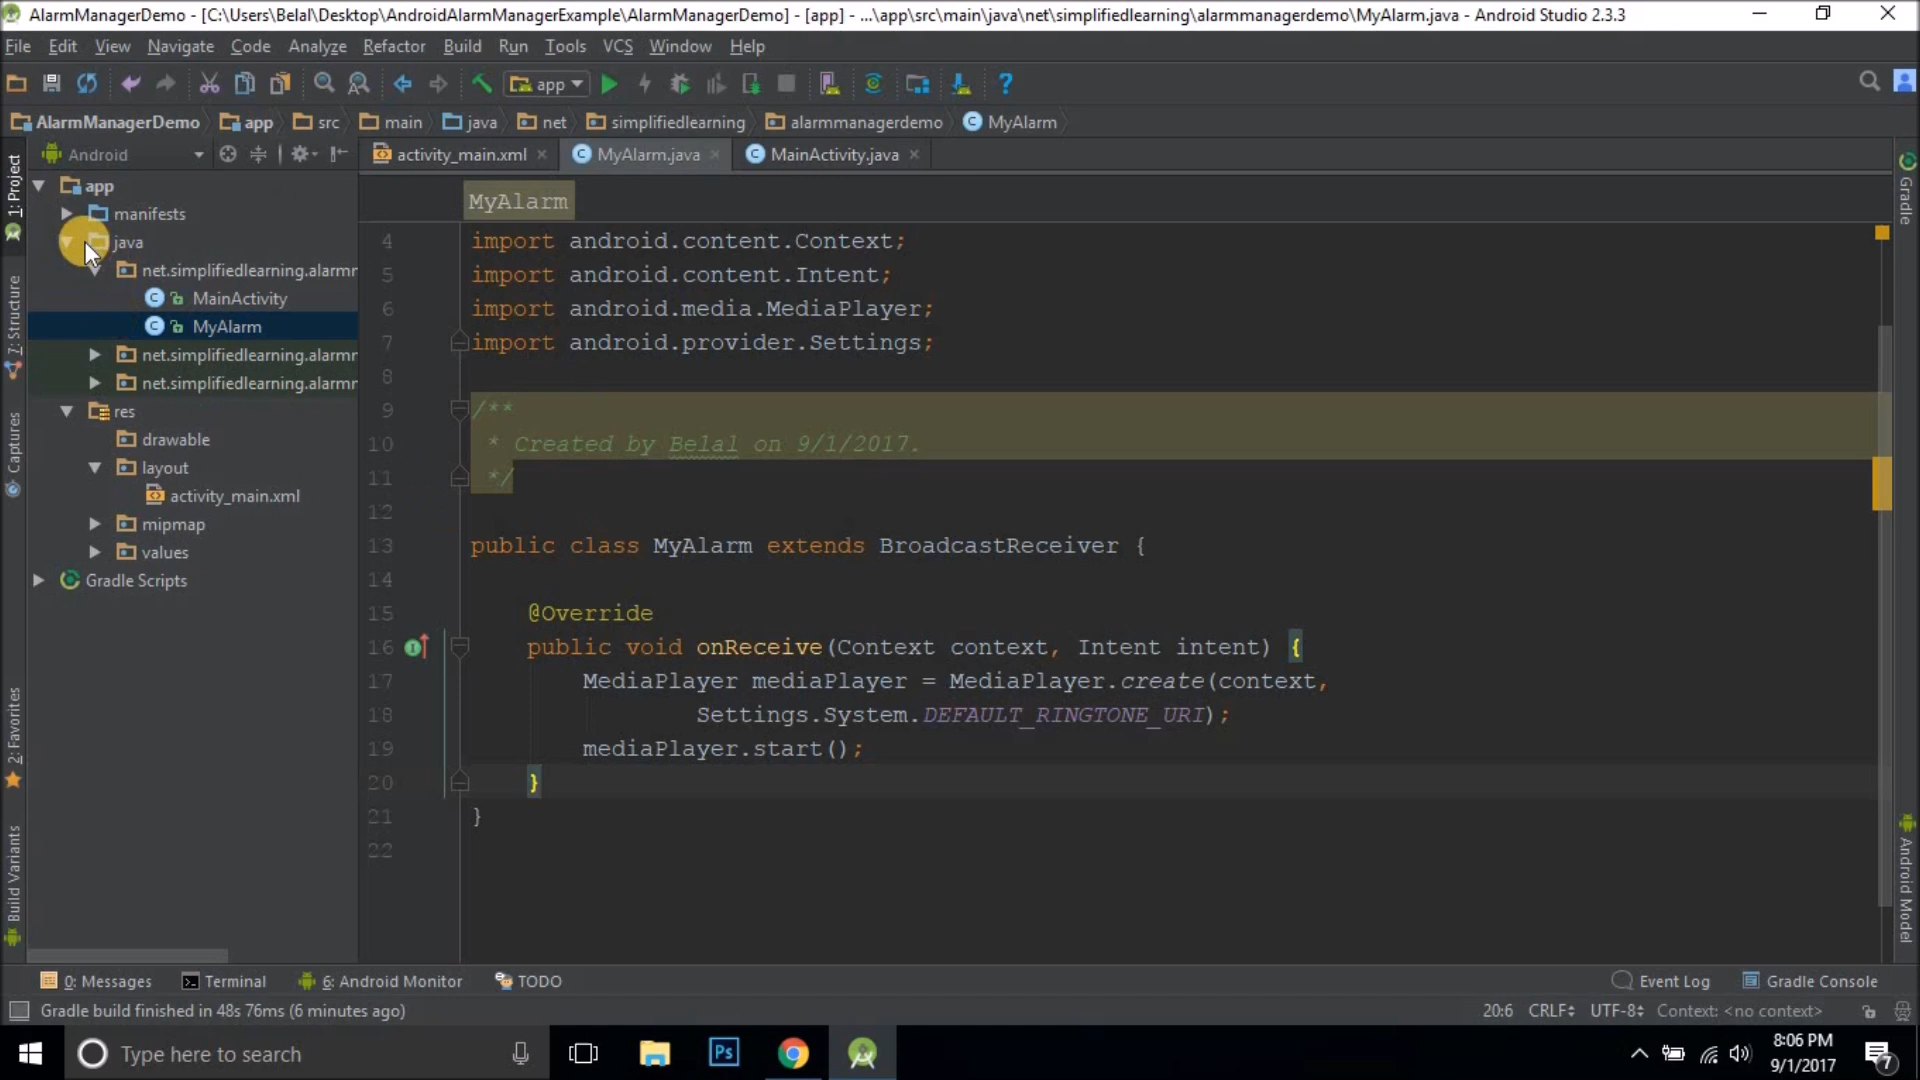 AlarmManagerDemo - [C:\Users\Belal\Desktop\AndroidAlarmManagerExample\AlarmManagerDemo] - [app] - ...\app\src\main\java\net\simplifiedlearning\alarmmanagerdemo\MyAlarm.java - Android Studio 2.3.3
File Edit View Navigate Code Analyze Refactor Build Run Tools VCS Window Help
app
AlarmManagerDemo app src main java net simplifiedlearning alarmmanagerdemo MyAlarm
Android
activity_main.xml MyAlarm.java MainActivity.java
1: Project
7: Structure
Captures
2: Favorites
Build Variants
app
manifests
java
net.simplifiedlearning.alarmr
MainActivity
MyAlarm
net.simplifiedlearning.alarmr
net.simplifiedlearning.alarmr
res
drawable
layout
activity_main.xml
mipmap
values
Gradle Scripts
MyAlarm
4 import android.content.Context;
5 import android.content.Intent;
6 import android.media.MediaPlayer;
7 import android.provider.Settings;
8
9 /**
10 * Created by Belal on 9/1/2017.
11 */
12
13 public class MyAlarm extends BroadcastReceiver {
14
15 @Override
16 public void onReceive(Context context, Intent intent) {
17 MediaPlayer mediaPlayer = MediaPlayer.create(context,
18 Settings.System.DEFAULT_RINGTONE_URI);
19 mediaPlayer.start();
20 }
21 }
22
Gradle
Android Model
0: Messages Terminal 6: Android Monitor TODO Event Log Gradle Console
Gradle build finished in 48s 76ms (6 minutes ago) 20:6 CRLF UTF-8 Context: <no context>
Type here to search
Ps
8:06 PM
9/1/2017
7